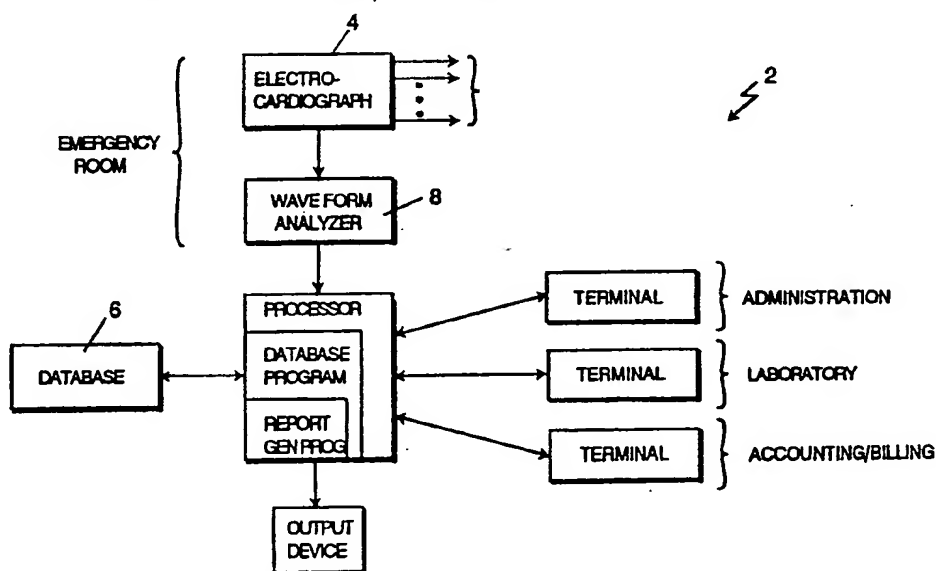 4
ELECTRO-
CARDIOGRAPH
2
EMERGENCY
ROOM
WAVE FORM
ANALYZER
8
PROCESSOR
TERMINAL
ADMINISTRATION
6
DATABASE
DATABASE
PROGRAM
TERMINAL
LABORATORY
REPORT
GEN PROG
TERMINAL
ACCOUNTING/BILLING
OUTPUT
DEVICE